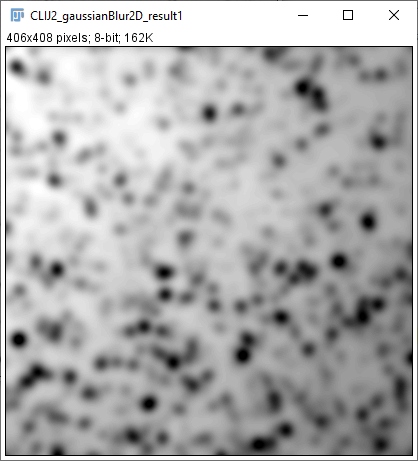 CLIJ2_gaussianBlur2D_result1
406x408 pixels; 8-bit; 162K